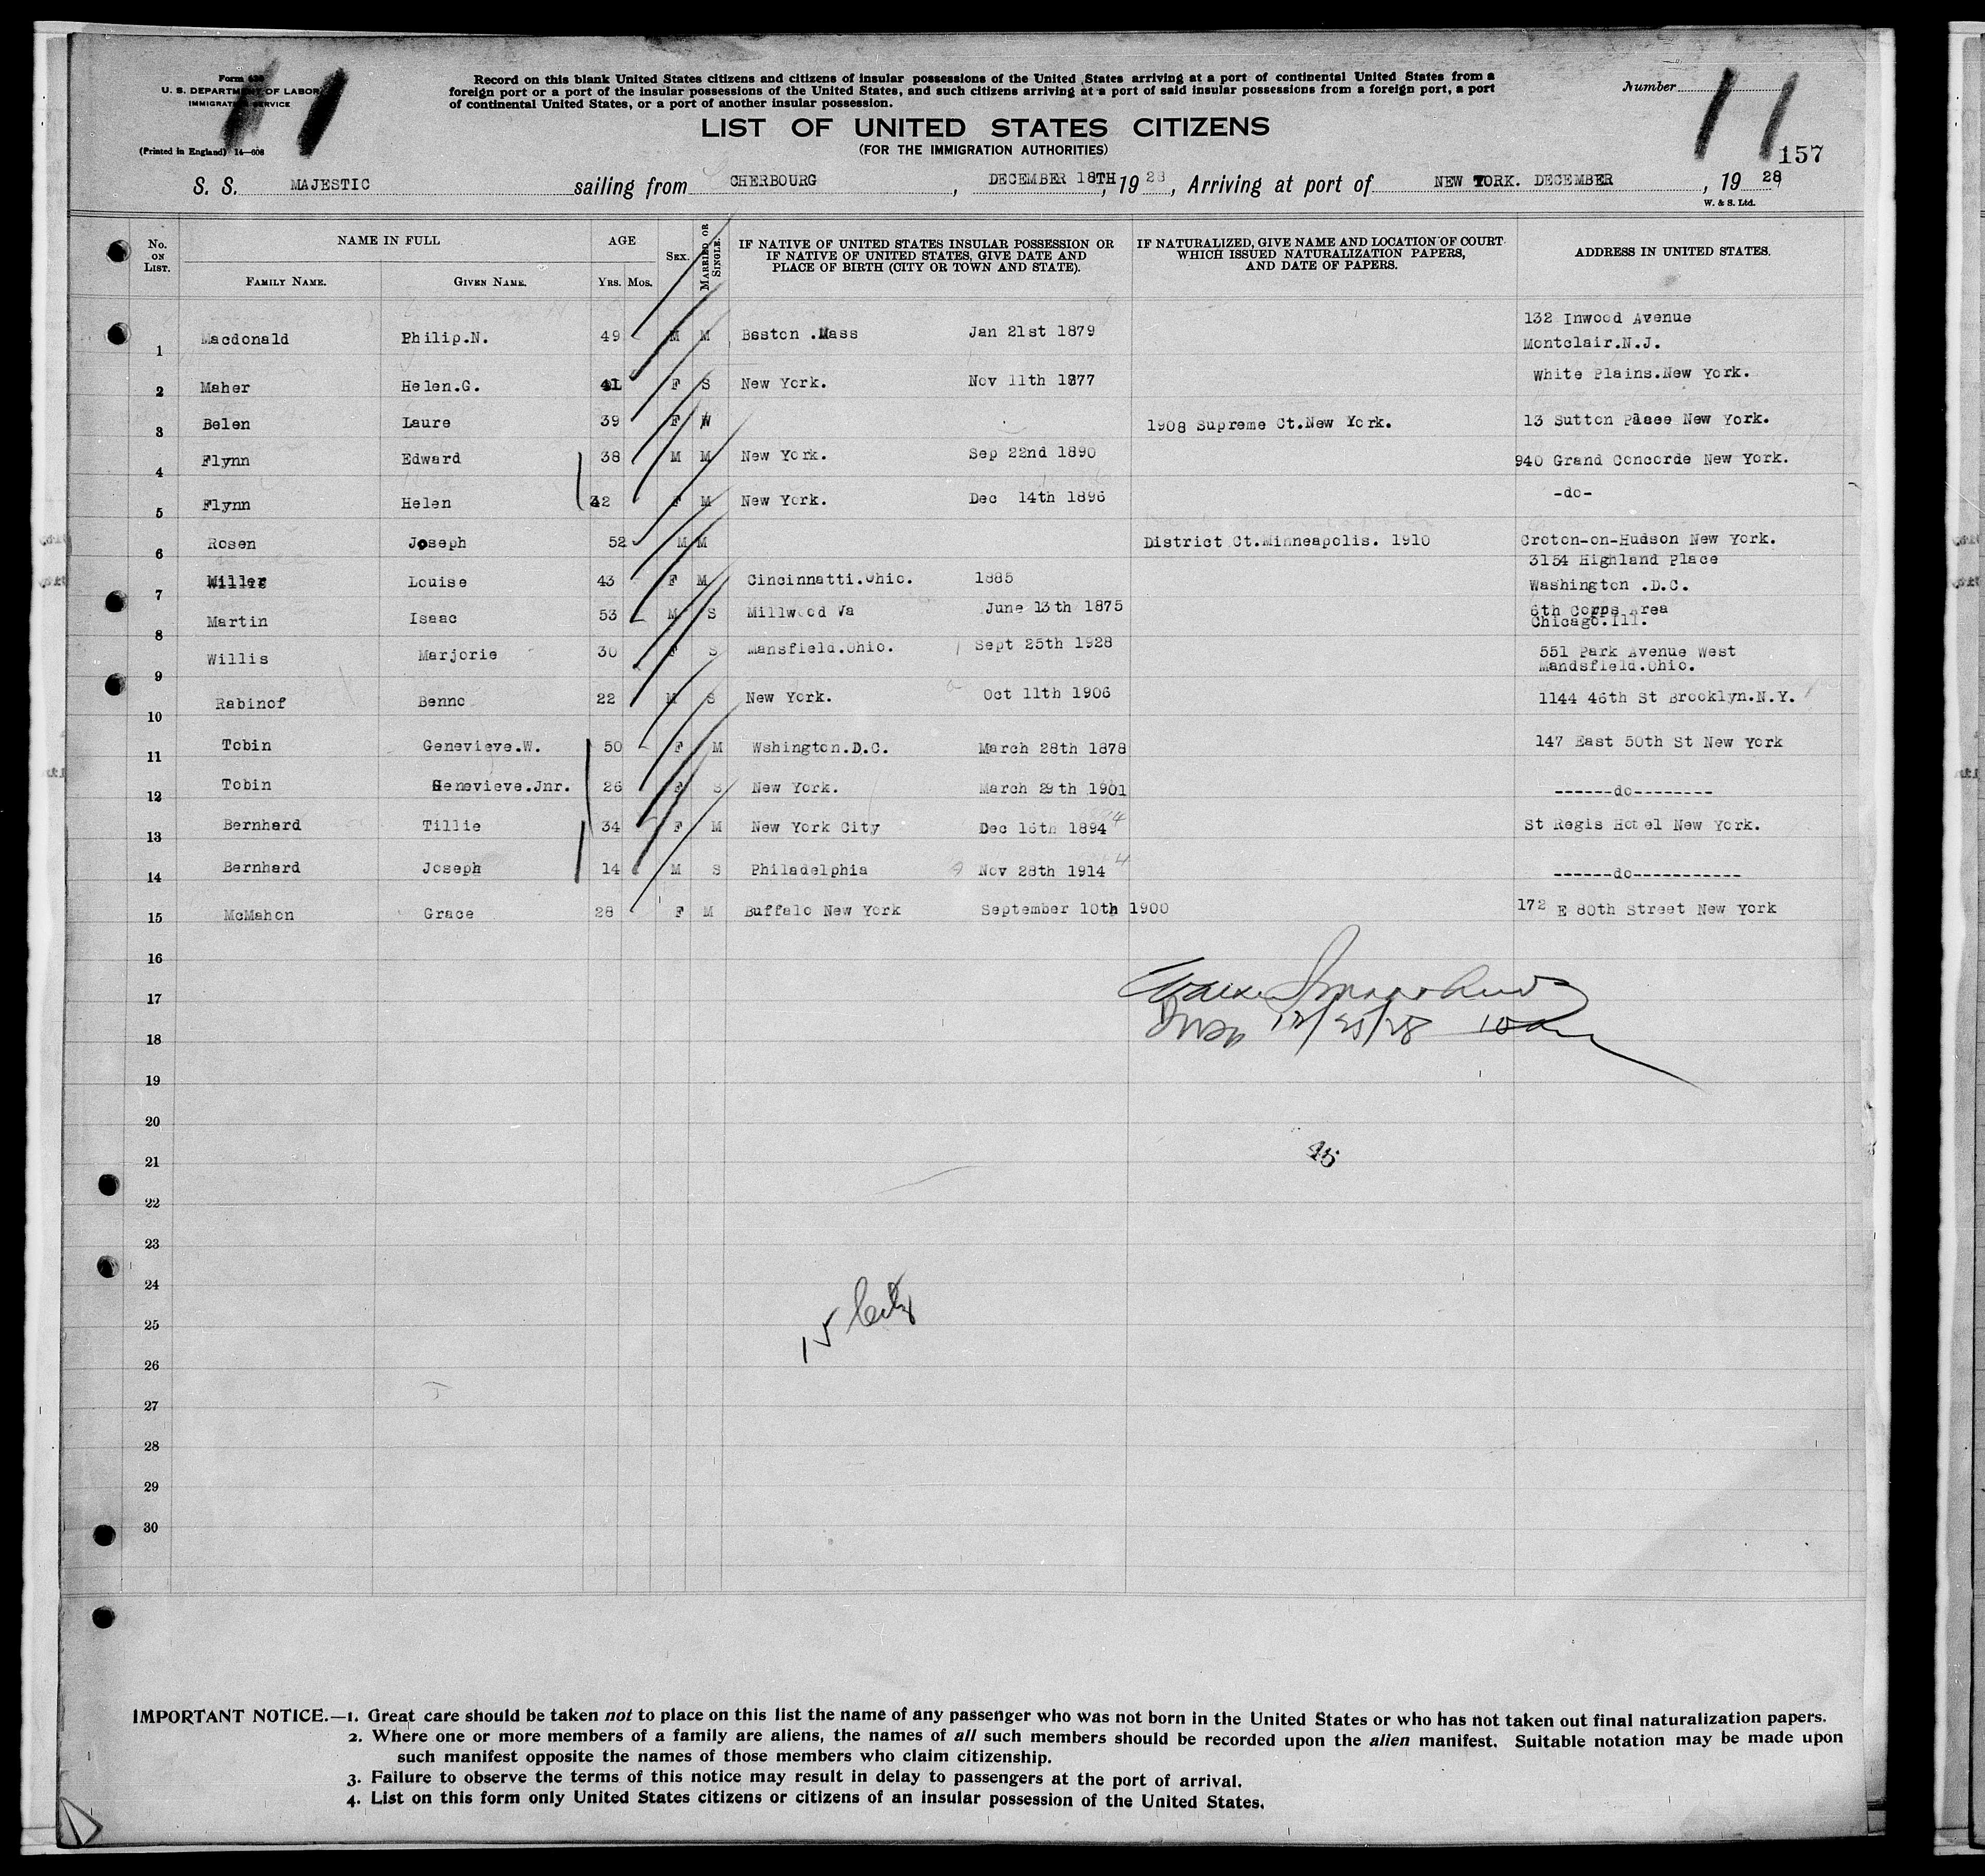 Form 630
U. S. DEPARTMENT OF LABOR
IMMIGRATION SERVICE
(Printed in England) 14—608
Record on this blank United States citizens and citizens of insular possessions of the United States arriving at a port of continental United States from a
foreign port or a port of the insular possessions of the United States, and such citizens arriving at a port of said insular possessions from a foreign port, a port
of continental United States, or a port of another insular possession.
Number 11
11
157
LIST OF UNITED STATES CITIZENS
(FOR THE IMMIGRATION AUTHORITIES)
S. S. MAJESTIC sailing from CHERBOURG, DECEMBER 18TH, 19 28, Arriving at port of NEW YORK. DECEMBER, 19 28
W. & S. Ltd.
No. ON LIST. NAME IN FULL AGE SEX. MARRIED OR SINGLE. IF NATIVE OF UNITED STATES INSULAR POSSESSION OR IF NATIVE OF UNITED STATES, GIVE DATE AND PLACE OF BIRTH (CITY OR TOWN AND STATE). IF NATURALIZED, GIVE NAME AND LOCATION OF COURT WHICH ISSUED NATURALIZATION PAPERS, AND DATE OF PAPERS. ADDRESS IN UNITED STATES.
FAMILY NAME. GIVEN NAME. YRS. MOS.
1 Macdonald Philip.N. 49 M M Boston .Mass Jan 21st 1879 132 Inwood Avenue
Montclair.N.J.
2 Maher Helen.G. 41 F S New York. Nov 11th 1877 White Plains.New York.
3 Belen Laure 39 F W 1908 Supreme Ct.New York. 13 Sutton Place New York.
4 Flynn Edward 38 M M New York. Sep 22nd 1890 940 Grand Concorde New York.
5 Flynn Helen 32 F M New York. Dec 14th 1896 -do-
6 Rosen Joseph 52 M M District Ct.Minneapolis. 1910 Croton-on-Hudson New York.
7 Miller Louise 43 F M Cincinnatti.Ohio. 1885 3154 Highland Place
Washington .D.C.
8 Martin Isaac 53 M S Millwood Va June 13th 1875 6th Corps Area
Chicago.Ill.
9 Willis Marjorie 30 F S Mansfield.Ohio. Sept 25th 1928 551 Park Avenue West
Mandsfield.Ohio.
10 Rabinof Benno 22 M S New York. Oct 11th 1906 1144 46th St Brooklyn.N.Y.
11 Tobin Genevieve.W. 50 F M Wshington.D.C. March 28th 1878 147 East 50th St New York
12 Tobin Genevieve.Jnr. 26 F S New York. March 29th 1901 ------do--------
13 Bernhard Tillie 34 F M New York City Dec 16th 1894 St Regis Hotel New York.
14 Bernhard Joseph 14 M S Philadelphia Nov 28th 1914 ------do-----------
15 McMahon Grace 28 F M Buffalo New York September 10th 1900 172 E 80th Street New York
16
17
18
12/25/28
19
20
21
45
22
23
24
25
15
26
27
28
29
30
IMPORTANT NOTICE.—1. Great care should be taken not to place on this list the name of any passenger who was not born in the United States or who has not taken out final naturalization papers.
2. Where one or more members of a family are aliens, the names of all such members should be recorded upon the alien manifest. Suitable notation may be made upon
such manifest opposite the names of those members who claim citizenship.
3. Failure to observe the terms of this notice may result in delay to passengers at the port of arrival.
4. List on this form only United States citizens or citizens of an insular possession of the United States.